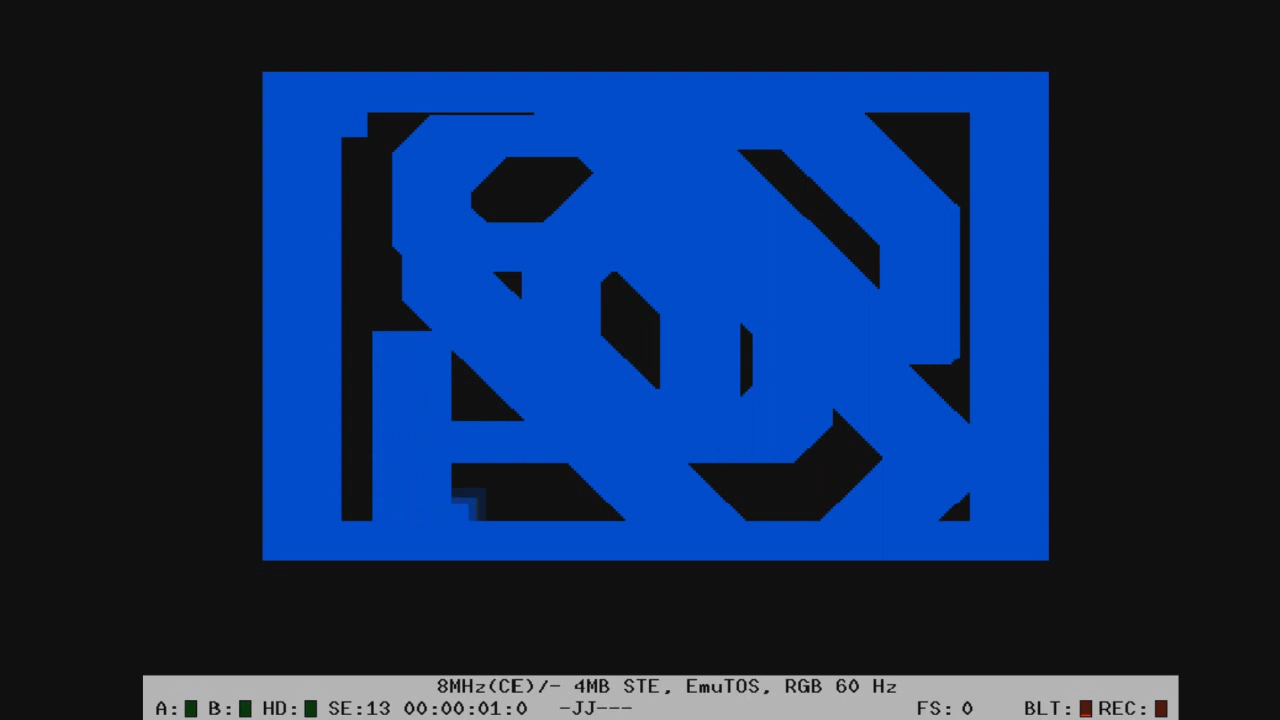 8MHz(CE)/- 4MB STE, EmuTOS, RGB 60 Hz
A: B: HD: SE:13 00:00:01:0 -JJ--- FS: 0 BLT: REC: